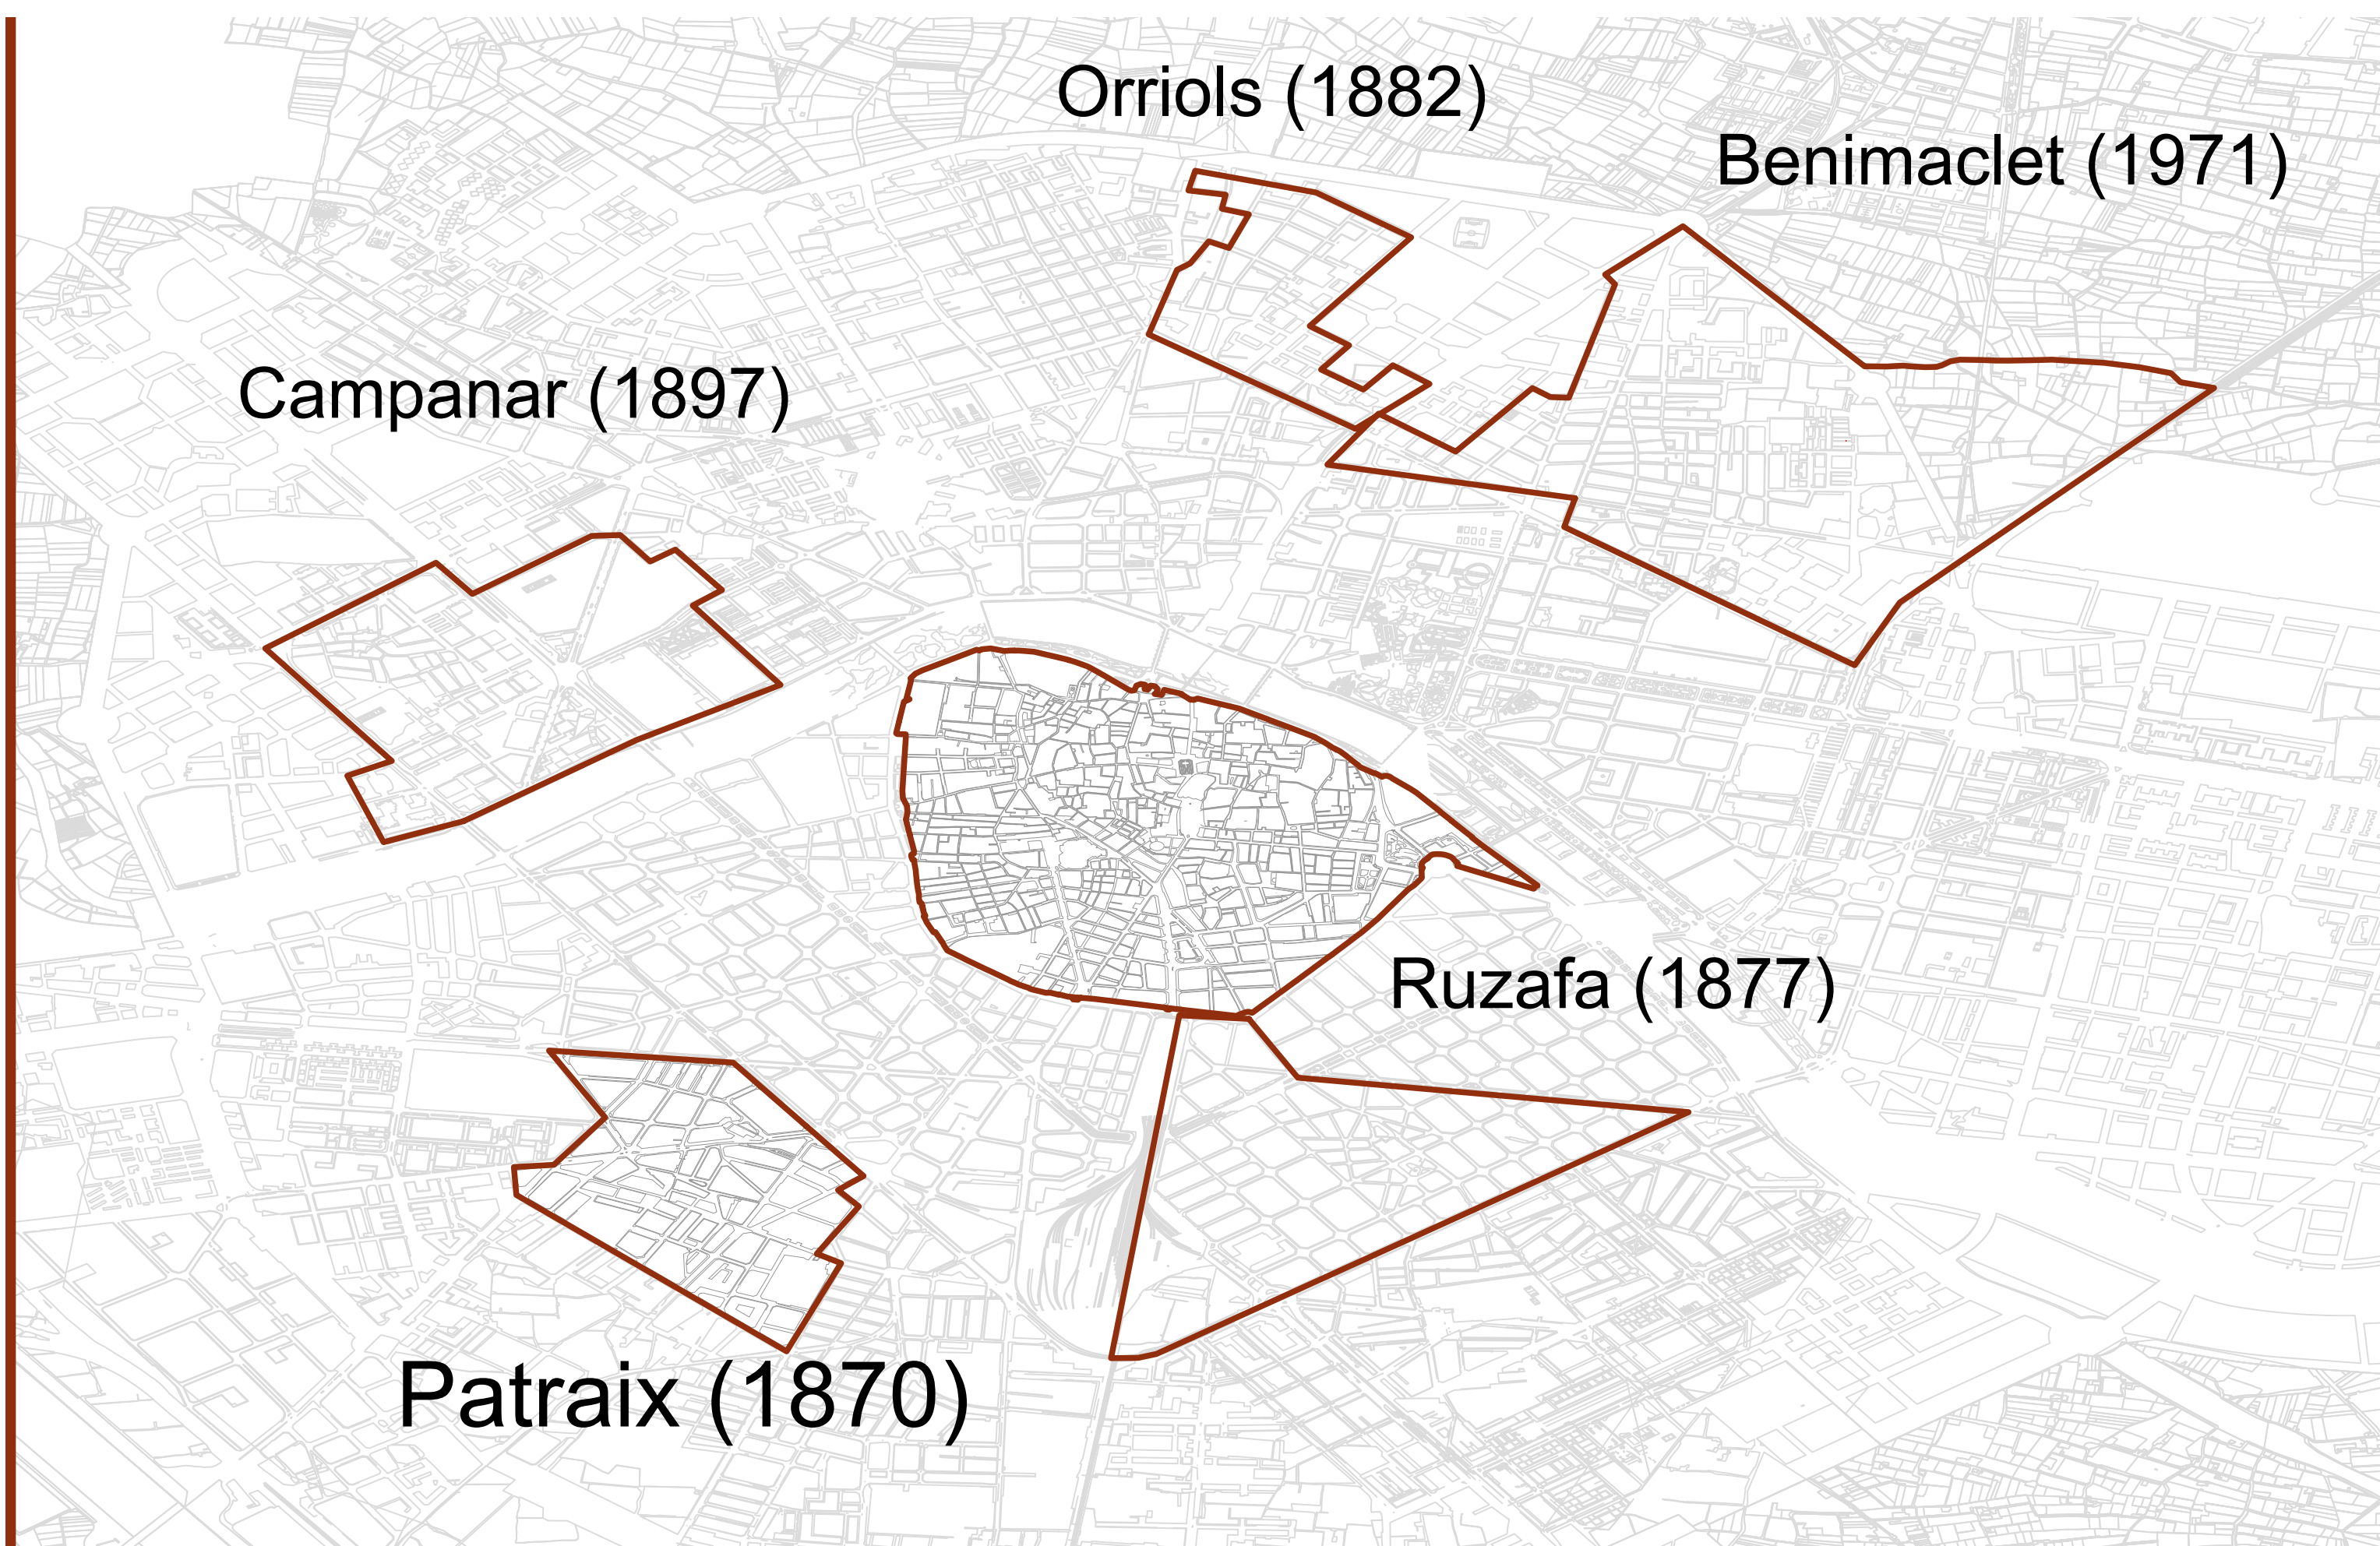 Orriols (1882)
Benimaclet (1971)
Campanar (1897)
Ruzafa (1877)
Patraix (1870)